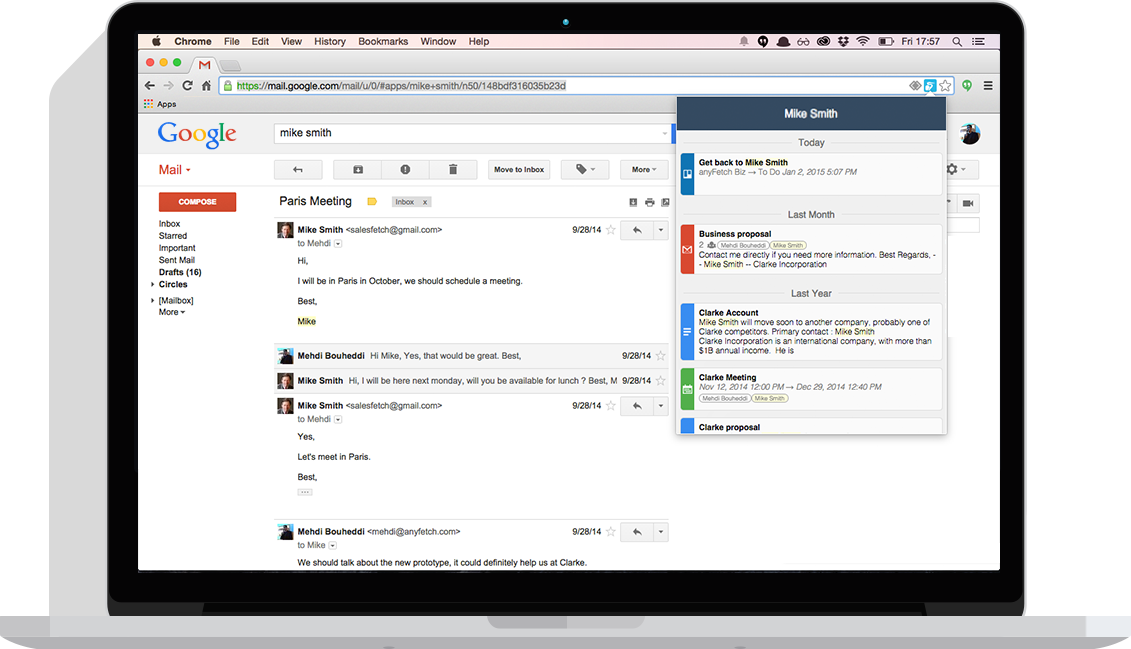 Chrome File Edit View History Bookmarks Window Help Fri 17:57
https://mail.google.com/mail/u/0/#apps/mike+smith/n50/148bdf316035b23d
Apps
Google
mike smith
Mail
Move to Inbox
More
COMPOSE
Inbox
Starred
Important
Sent Mail
Drafts (16)
Circles
[Mailbox]
More
Paris Meeting Inbox x
Mike Smith <salesfetch@gmail.com> 9/28/14
to Mehdi
Hi,
I will be in Paris in October, we should schedule a meeting.
Best,
Mike
Mehdi Bouheddi Hi Mike, Yes, that would be great. Best, 9/28/14
Mike Smith Hi, I will be here next monday, will you be available for lunch ? Best, M 9/28/14
Mike Smith <salesfetch@gmail.com> 9/28/14
to Mehdi
Yes,
Let's meet in Paris.
Best,
Mehdi Bouheddi <mehdi@anyfetch.com> 9/28/14
to Mike
We should talk about the new prototype, it could definitely help us at Clarke.
Mike Smith
Today
Get back to Mike Smith
anyFetch Biz → To Do Jan 2, 2015 5:07 PM
Last Month
Business proposal
2 Mehdi Bouheddi Mike Smith
Contact me directly if you need more information. Best Regards, -
- Mike Smith -- Clarke Incorporation
Last Year
Clarke Account
Mike Smith will move soon to another company, probably one of
Clarke competitors. Primary contact : Mike Smith
Clarke Incorporation is an international company, with more than
$1B annual income. He is
Clarke Meeting
Nov 12, 2014 12:00 PM → Dec 29, 2014 12:40 PM
Mehdi Bouheddi Mike Smith
Clarke proposal